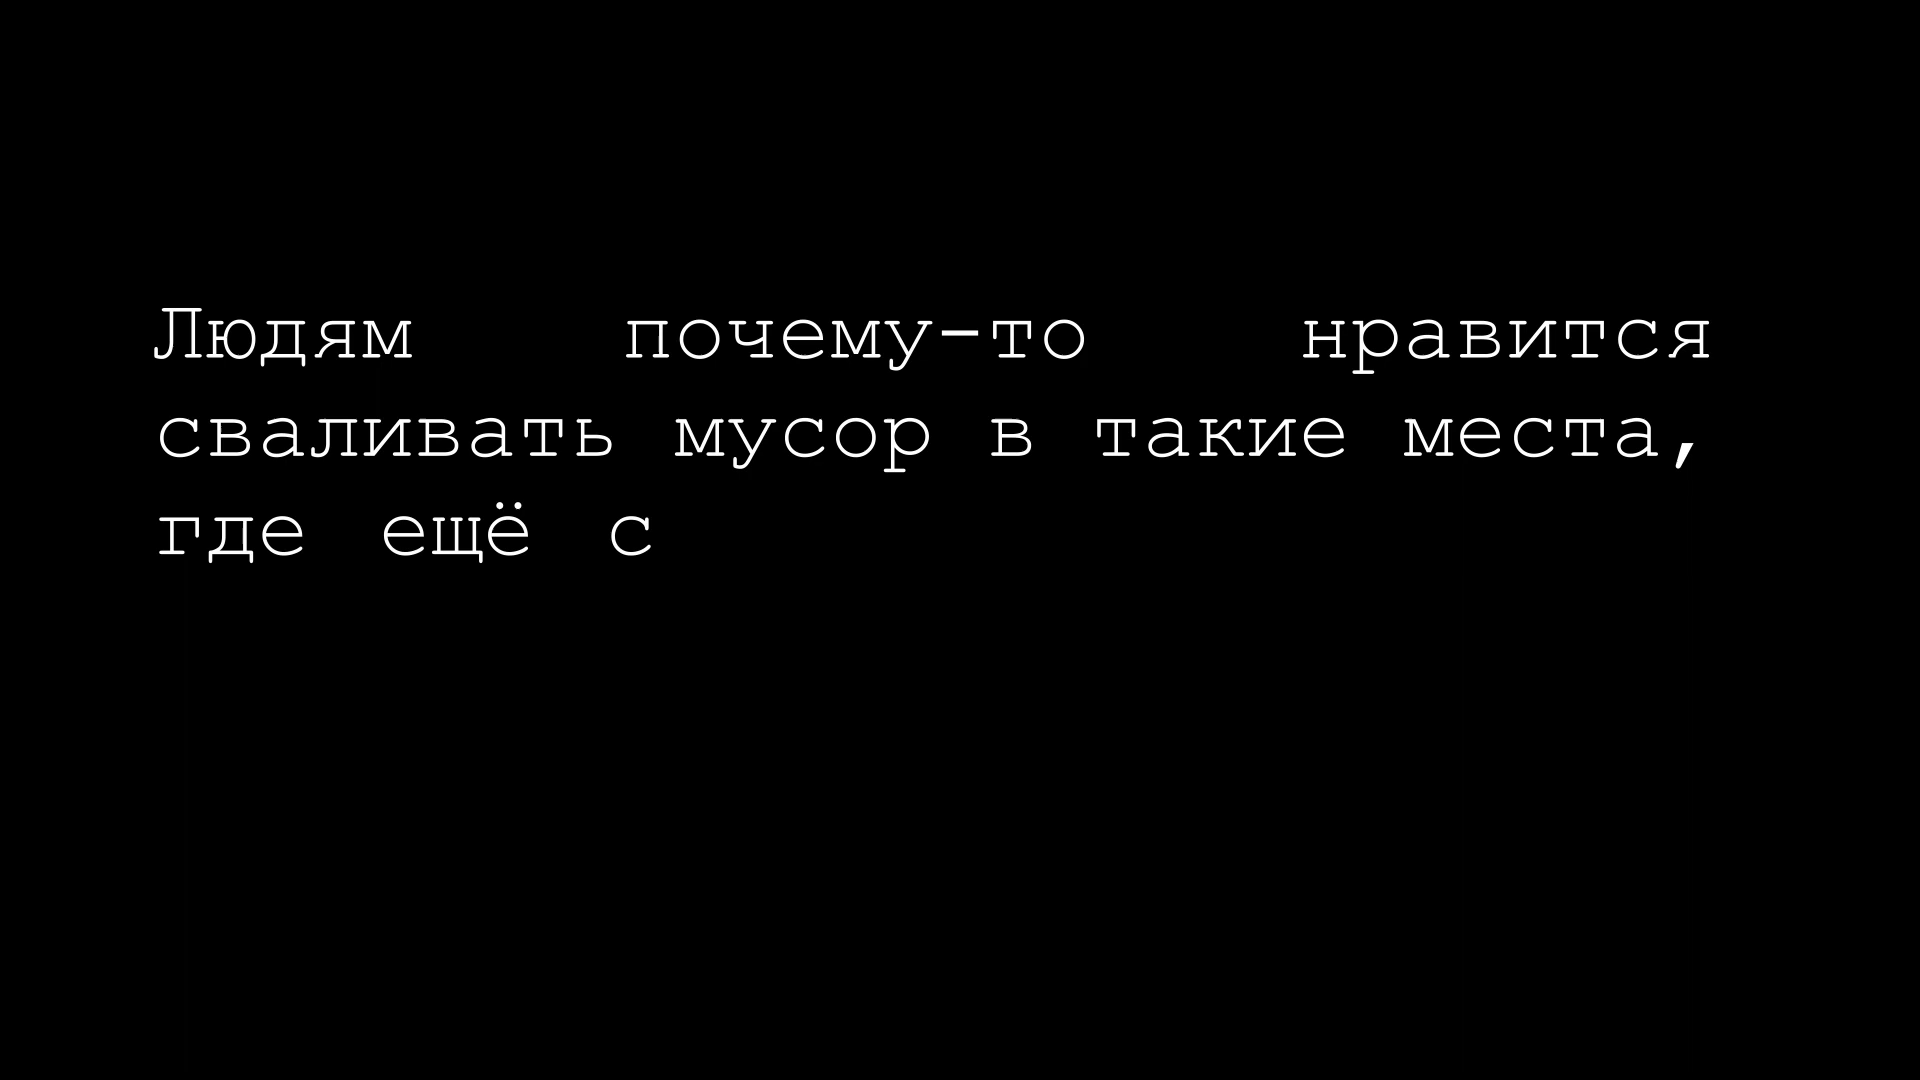 Людям почему-то нравится
сваливать мусор в такие места,
где ещё с